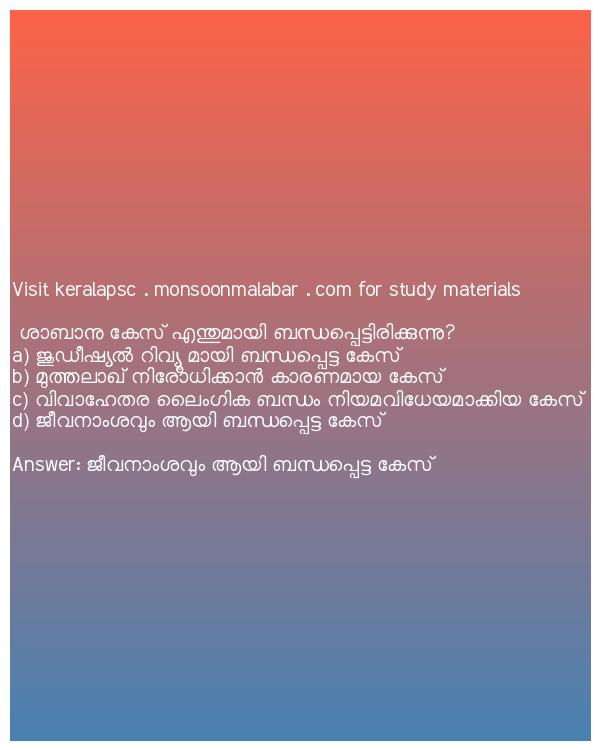 Visit keralapsc . monsoonmalabar . com for study materials
ശാബാനു കേസ് എന്തുമായി ബന്ധപ്പെട്ടിരിക്കുന്നു?
a) ജുഡീഷ്യൽ റിവ്യൂ മായി ബന്ധപ്പെട്ട കേസ്
b) മുത്തലാഖ് നിരോധിക്കാൻ കാരണമായ കേസ്
c) വിവാഹേതര ലൈംഗിക ബന്ധം നിയമവിധേയമാക്കിയ കേസ്
d) ജീവനാംശവും ആയി ബന്ധപ്പെട്ട കേസ്
Answer: ജീവനാംശവും ആയി ബന്ധപ്പെട്ട കേസ്